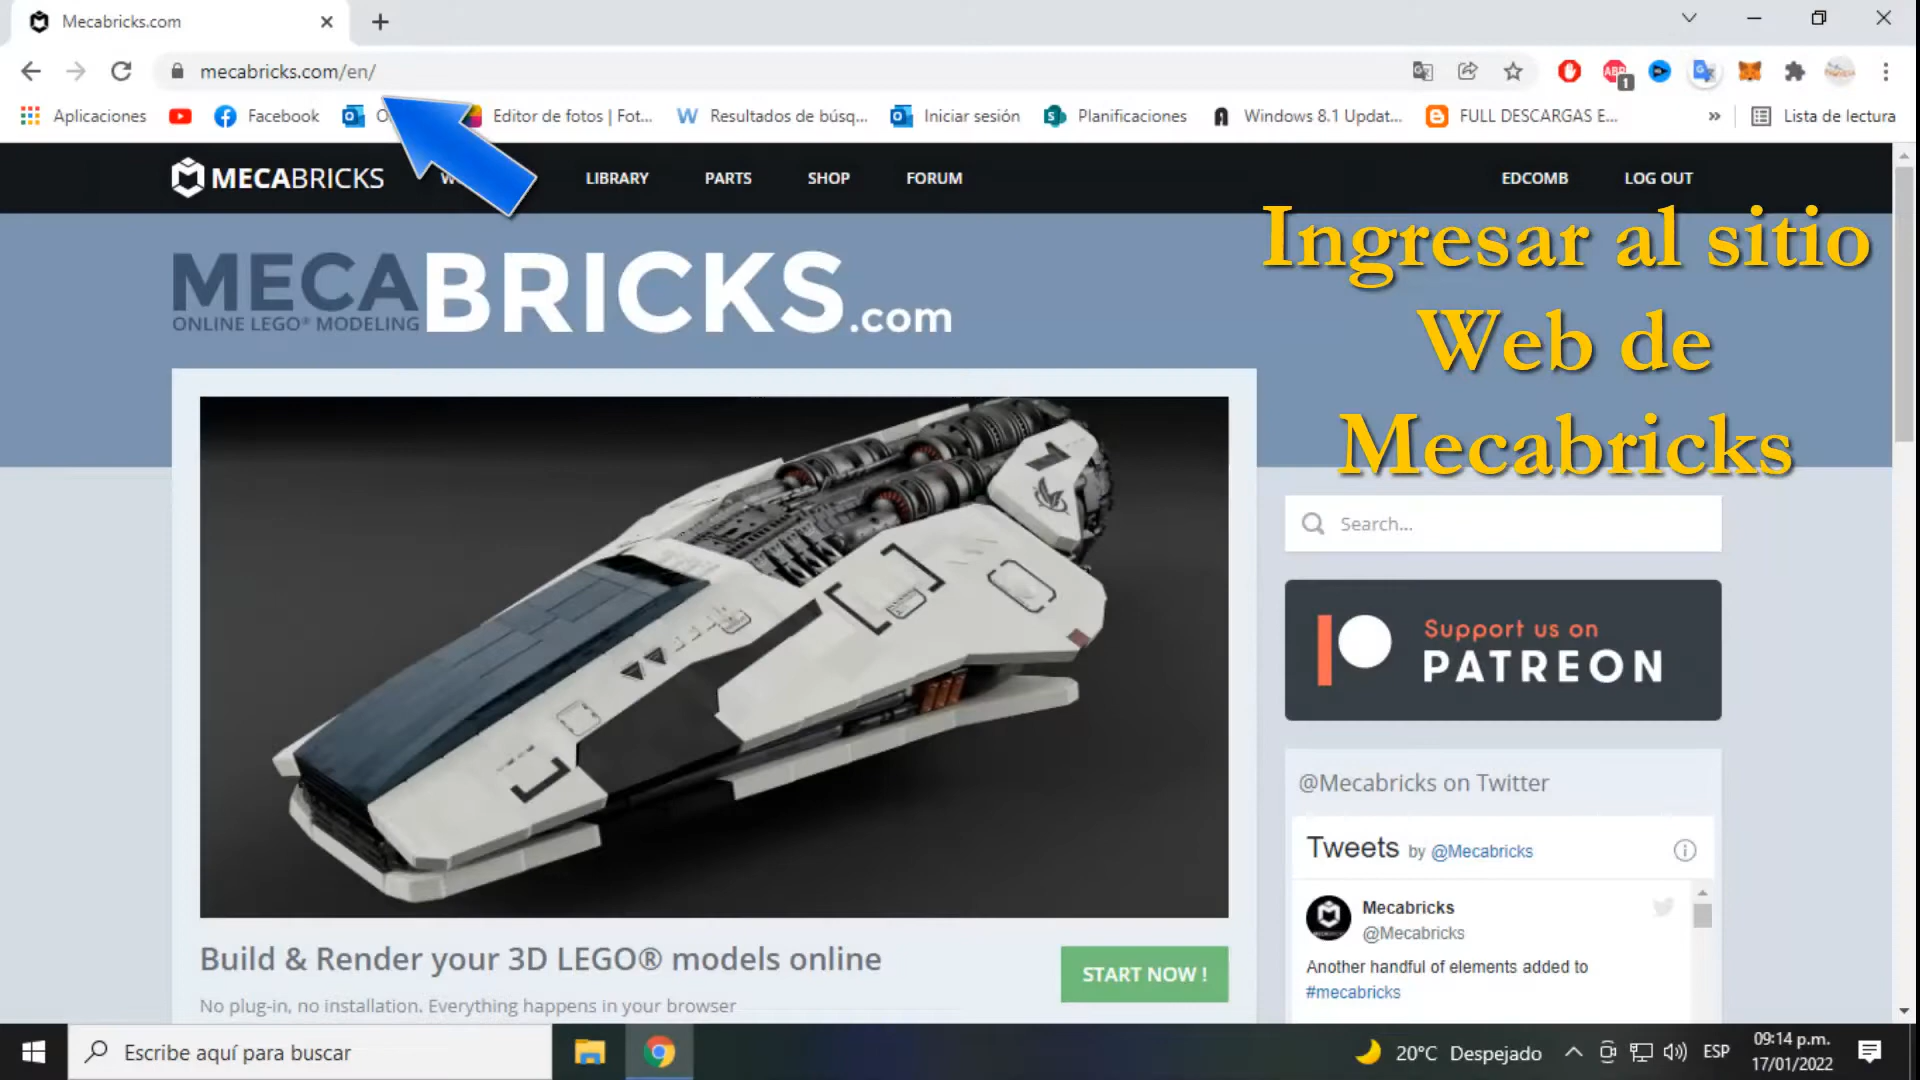 Mecabricks.com
mecabricks.com/en/
ABP
1
Aplicaciones
Facebook
Editor de fotos | Fot...
Resultados de búsq...
Iniciar sesión
Planificaciones
Windows 8.1 Updat...
FULL DESCARGAS E...
»
Lista de lectura
MECABRICKS
LIBRARY
PARTS
SHOP
FORUM
EDCOMB
LOG OUT
Ingresar al sitio
Web de
Mecabricks
MECABRICKS.com
ONLINE LEGO® MODELING
Search...
Support us on
PATREON
@Mecabricks on Twitter
Tweets by @Mecabricks
Mecabricks
@Mecabricks
Another handful of elements added to
#mecabricks
Build & Render your 3D LEGO® models online
START NOW !
No plug-in, no installation. Everything happens in your browser
Escribe aquí para buscar
20°C Despejado
ESP
09:14 p.m.
17/01/2022